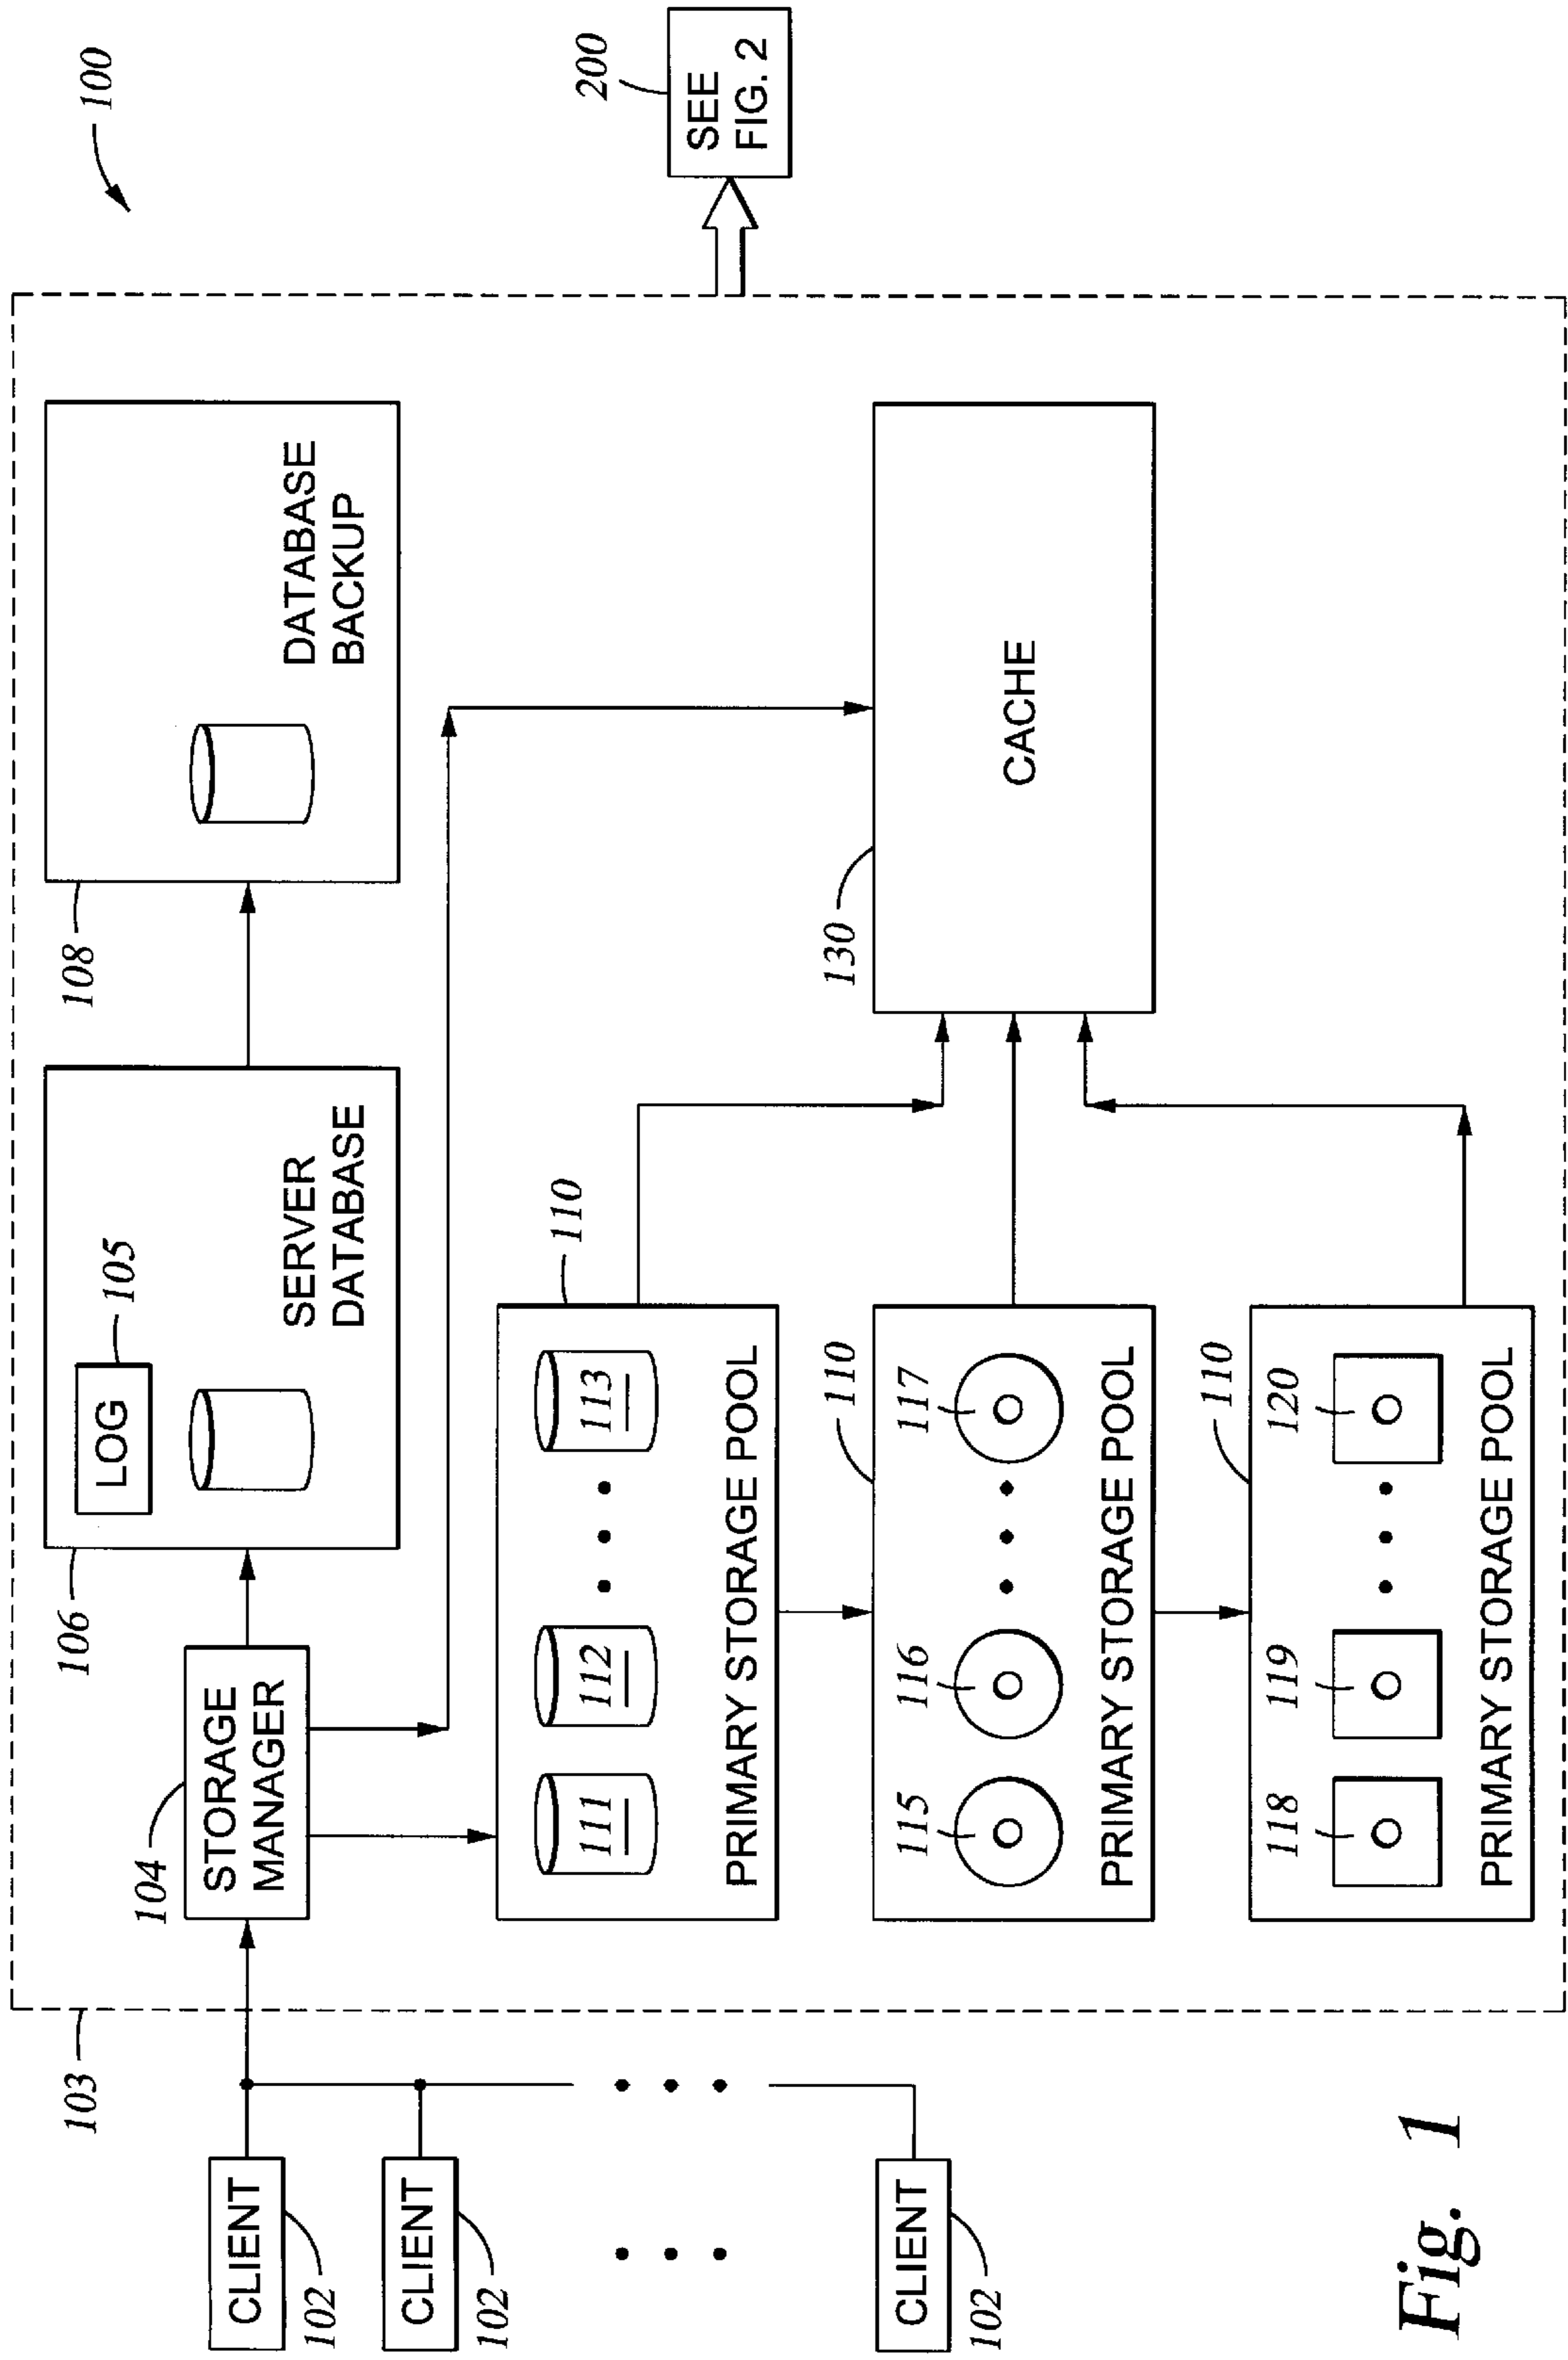 100
103
108
DATABASE
BACKUP
106
LOG
105
SERVER
DATABASE
104
STORAGE
MANAGER
CLIENT
102
CLIENT
102
CLIENT
102
200
SEE
FIG. 2
110
111
112
113
PRIMARY STORAGE POOL
130
CACHE
110
115
116
117
PRIMARY STORAGE POOL
110
118
119
120
PRIMARY STORAGE POOL
Fig. 1